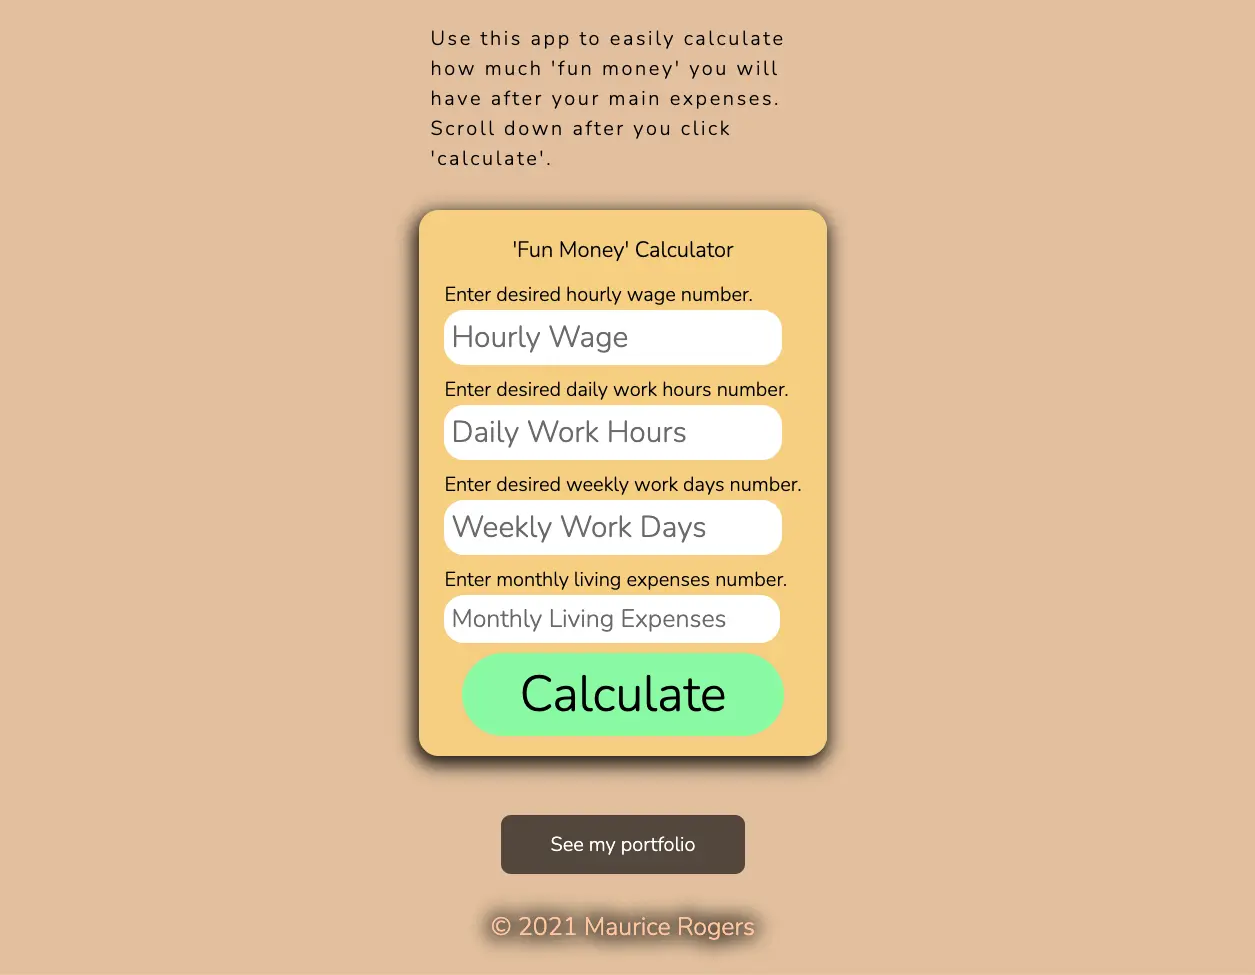 Use this app to easily calculate
how much 'fun money' you will
have after your main expenses.
Scroll down after you click
'calculate'.
'Fun Money' Calculator
Enter desired hourly wage number.
Hourly Wage
Enter desired daily work hours number.
Daily Work Hours
Enter desired weekly work days number.
Weekly Work Days
Enter monthly living expenses number.
Monthly Living Expenses
Calculate
See my portfolio
© 2021 Maurice Rogers